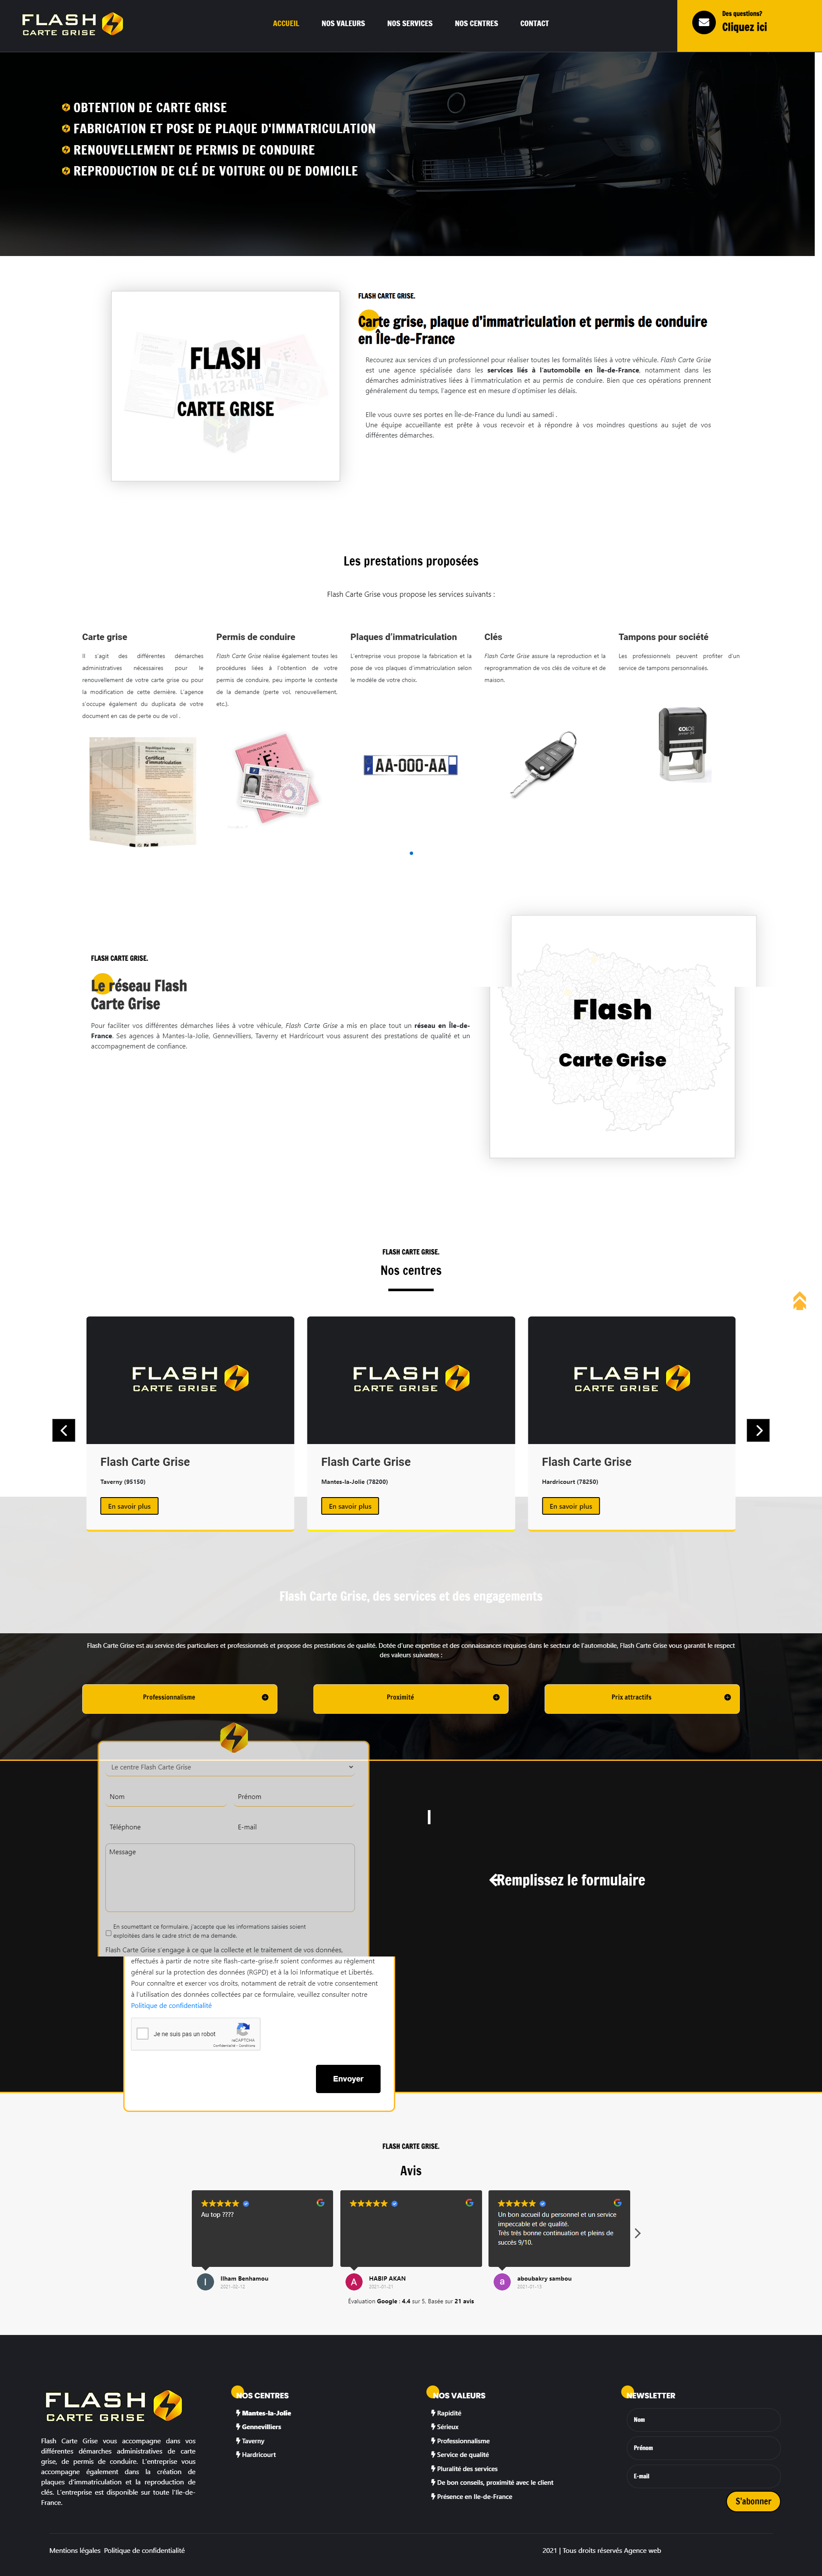 FLASH
CARTE GRISE
ACCUEIL
NOS VALEURS
NOS SERVICES
NOS CENTRES
CONTACT
Des questions?
Cliquez ici
OBTENTION DE CARTE GRISE
FABRICATION ET POSE DE PLAQUE D'IMMATRICULATION
RENOUVELLEMENT DE PERMIS DE CONDUIRE
REPRODUCTION DE CLÉ DE VOITURE OU DE DOMICILE
FLASH
CARTE GRISE
FLASH CARTE GRISE.
Carte grise, plaque d'immatriculation et permis de conduire
en Île-de-France
Recourez aux services d'un professionnel pour réaliser toutes les formalités liées à votre véhicule. Flash Carte Grise
est une agence spécialisée dans les services liés à l'automobile en Île-de-France, notamment dans les
démarches administratives liées à l'immatriculation et au permis de conduire. Bien que ces opérations prennent
généralement du temps, l'agence est en mesure d'optimiser les délais.
Elle vous ouvre ses portes en Île-de-France du lundi au samedi .
Une équipe accueillante est prête à vous recevoir et à répondre à vos moindres questions au sujet de vos
différentes démarches.
Les prestations proposées
Flash Carte Grise vous propose les services suivants :
Carte grise
Il s'agit des différentes démarches
administratives nécessaires pour le
renouvellement de votre carte grise ou pour
la modification de cette dernière. L'agence
s'occupe également du duplicata de votre
document en cas de perte ou de vol .
République Française
Certificat
d'immatriculation
Permis de conduire
Flash Carte Grise réalise également toutes les
procédures liées à l'obtention de votre
permis de conduire, peu importe le contexte
de la demande (perte vol, renouvellement,
etc.).
Plaques d'immatriculation
L'entreprise vous propose la fabrication et la
pose de vos plaques d'immatriculation selon
le modèle de votre choix.
AA-000-AA
Clés
Flash Carte Grise assure la reproduction et la
reprogrammation de vos clés de voiture et de
maison.
Tampons pour société
Les professionnels peuvent profiter d'un
service de tampons personnalisés.
COLOP
FLASH CARTE GRISE.
Le réseau Flash
Carte Grise
Pour faciliter vos différentes démarches liées à votre véhicule, Flash Carte Grise a mis en place tout un réseau en Île-de-
France. Ses agences à Mantes-la-Jolie, Gennevilliers, Taverny et Hardricourt vous assurent des prestations de qualité et un
accompagnement de confiance.
Flash
Carte Grise
FLASH CARTE GRISE.
Nos centres
FLASH
CARTE GRISE
Flash Carte Grise
Taverny (95150)
En savoir plus
FLASH
CARTE GRISE
Flash Carte Grise
Mantes-la-Jolie (78200)
En savoir plus
FLASH
CARTE GRISE
Flash Carte Grise
Hardricourt (78250)
En savoir plus
Flash Carte Grise, des services et des engagements
Flash Carte Grise est au service des particuliers et professionnels et propose des prestations de qualité. Dotée d'une expertise et des connaissances requises dans le secteur de l'automobile, Flash Carte Grise vous garantit le respect
des valeurs suivantes :
Professionnalisme
Proximité
Prix attractifs
Le centre Flash Carte Grise
Nom
Prénom
Téléphone
E-mail
Message
En soumettant ce formulaire, j'accepte que les informations saisies soient
exploitées dans le cadre strict de ma demande.
Flash Carte Grise s'engage à ce que la collecte et le traitement de vos données,
effectués à partir de notre site flash-carte-grise.fr soient conformes au règlement
général sur la protection des données (RGPD) et à la loi Informatique et Libertés.
Pour connaître et exercer vos droits, notamment de retrait de votre consentement
à l'utilisation des données collectées par ce formulaire, veuillez consulter notre
Politique de confidentialité
Je ne suis pas un robot
reCAPTCHA
Confidentialité - Conditions
Envoyer
Remplissez le formulaire
FLASH CARTE GRISE.
Avis
Au top ????
Ilham Benhamou
2021-02-12
HABIP AKAN
2021-01-21
Un bon accueil du personnel et un service
impeccable et de qualité.
Très très bonne continuation et pleins de
succès 9/10.
aboubakry sambou
2021-01-13
Évaluation Google : 4.4 sur 5, Basée sur 21 avis
FLASH
CARTE GRISE
Flash Carte Grise vous accompagne dans vos
différentes démarches administratives de carte
grise, de permis de conduire. L'entreprise vous
accompagne également dans la création de
plaques d'immatriculation et la reproduction de
clés. L'entreprise est disponible sur toute l'Ile-de-
France.
NOS CENTRES
Mantes-la-Jolie
Gennevilliers
Taverny
Hardricourt
NOS VALEURS
Rapidité
Sérieux
Professionnalisme
Service de qualité
Pluralité des services
De bon conseils, proximité avec le client
Présence en Ile-de-France
NEWSLETTER
Nom
Prénom
E-mail
S'abonner
Mentions légales Politique de confidentialité
2021 | Tous droits réservés Agence web